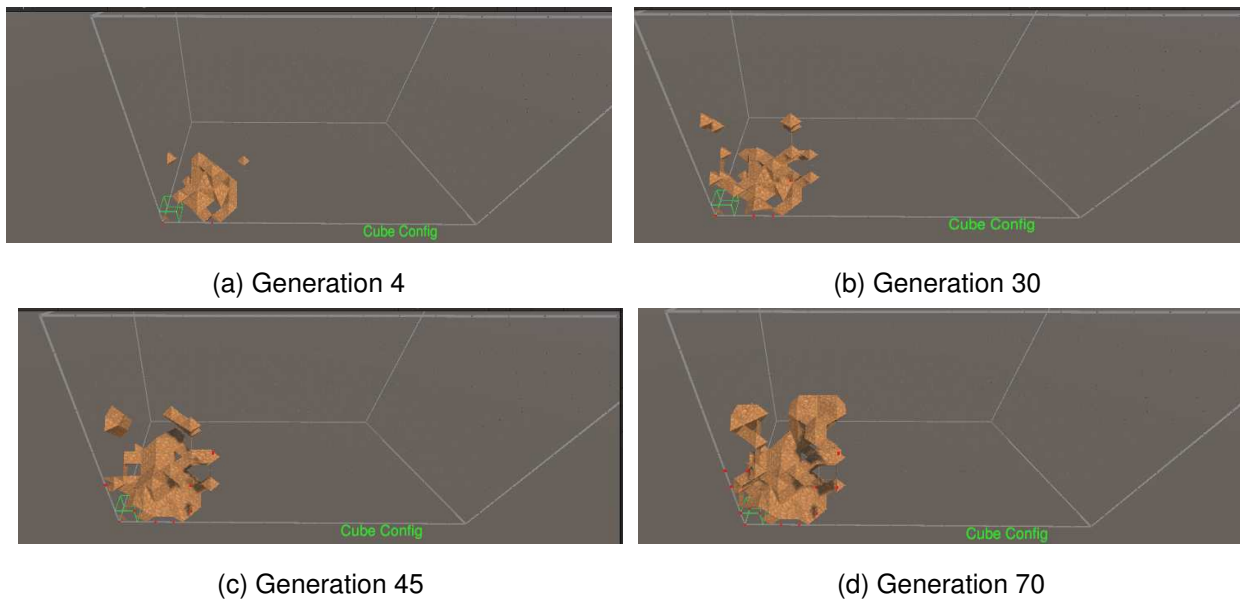 Cube Config
Cube Config
(a) Generation 4
(b) Generation 30
Cube Config
Cube Config
(c) Generation 45
(d) Generation 70